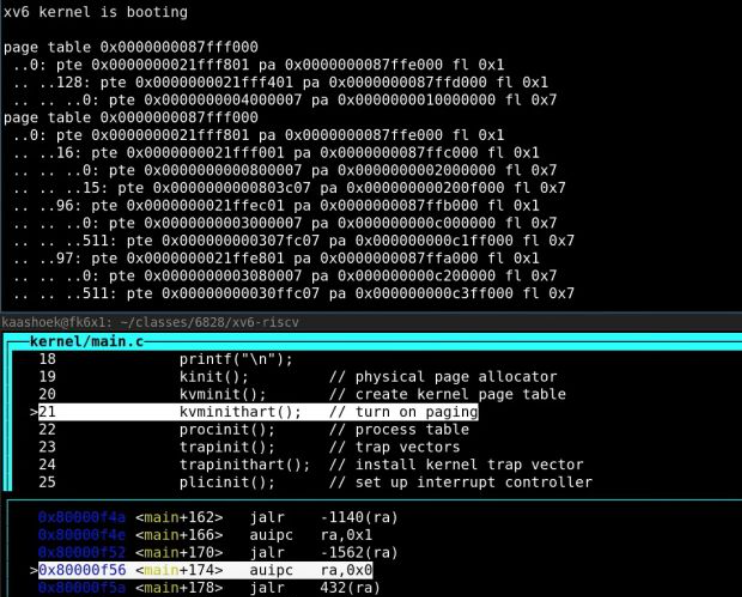 xv6 kernel is booting
page table 0x0000000087fff000
..0: pte 0x0000000021fff801 pa 0x0000000087ffe000 fl 0x1
.. ..128: pte 0x0000000021fff401 pa 0x0000000087ffd000 fl 0x1
.. .. ..0: pte 0x0000000004000007 pa 0x0000000010000000 fl 0x7
page table 0x0000000087fff000
..0: pte 0x0000000021fff801 pa 0x0000000087ffe000 fl 0x1
.. ..16: pte 0x0000000021fff001 pa 0x0000000087ffc000 fl 0x1
.. .. ..0: pte 0x0000000000800007 pa 0x0000000002000000 fl 0x7
.. .. ..15: pte 0x0000000000803c07 pa 0x000000000200f000 fl 0x7
.. ..96: pte 0x0000000021ffec01 pa 0x0000000087ffb000 fl 0x1
.. .. ..0: pte 0x0000000003000007 pa 0x000000000c000000 fl 0x7
.. .. ..511: pte 0x000000000307fc07 pa 0x000000000c1ff000 fl 0x7
.. ..97: pte 0x0000000021ffe801 pa 0x0000000087ffa000 fl 0x1
.. .. ..0: pte 0x0000000003080007 pa 0x000000000c200000 fl 0x7
.. .. ..511: pte 0x00000000030ffc07 pa 0x000000000c3ff000 fl 0x7
kaashoek@fk6x1: ~/classes/6828/xv6-riscv
kernel/main.c
18 printf("\n");
19 kinit(); // physical page allocator
20 kvminit(); // create kernel page table
>21 kvminithart(); // turn on paging
22 procinit(); // process table
23 trapinit(); // trap vectors
24 trapinithart(); // install kernel trap vector
25 plicinit(); // set up interrupt controller
0x80000f4a <main+162> jalr -1140(ra)
0x80000f4e <main+166> auipc ra,0x1
0x80000f52 <main+170> jalr -1562(ra)
>0x80000f56 <main+174> auipc ra,0x0
0x80000f5a <main+178> jalr 432(ra)